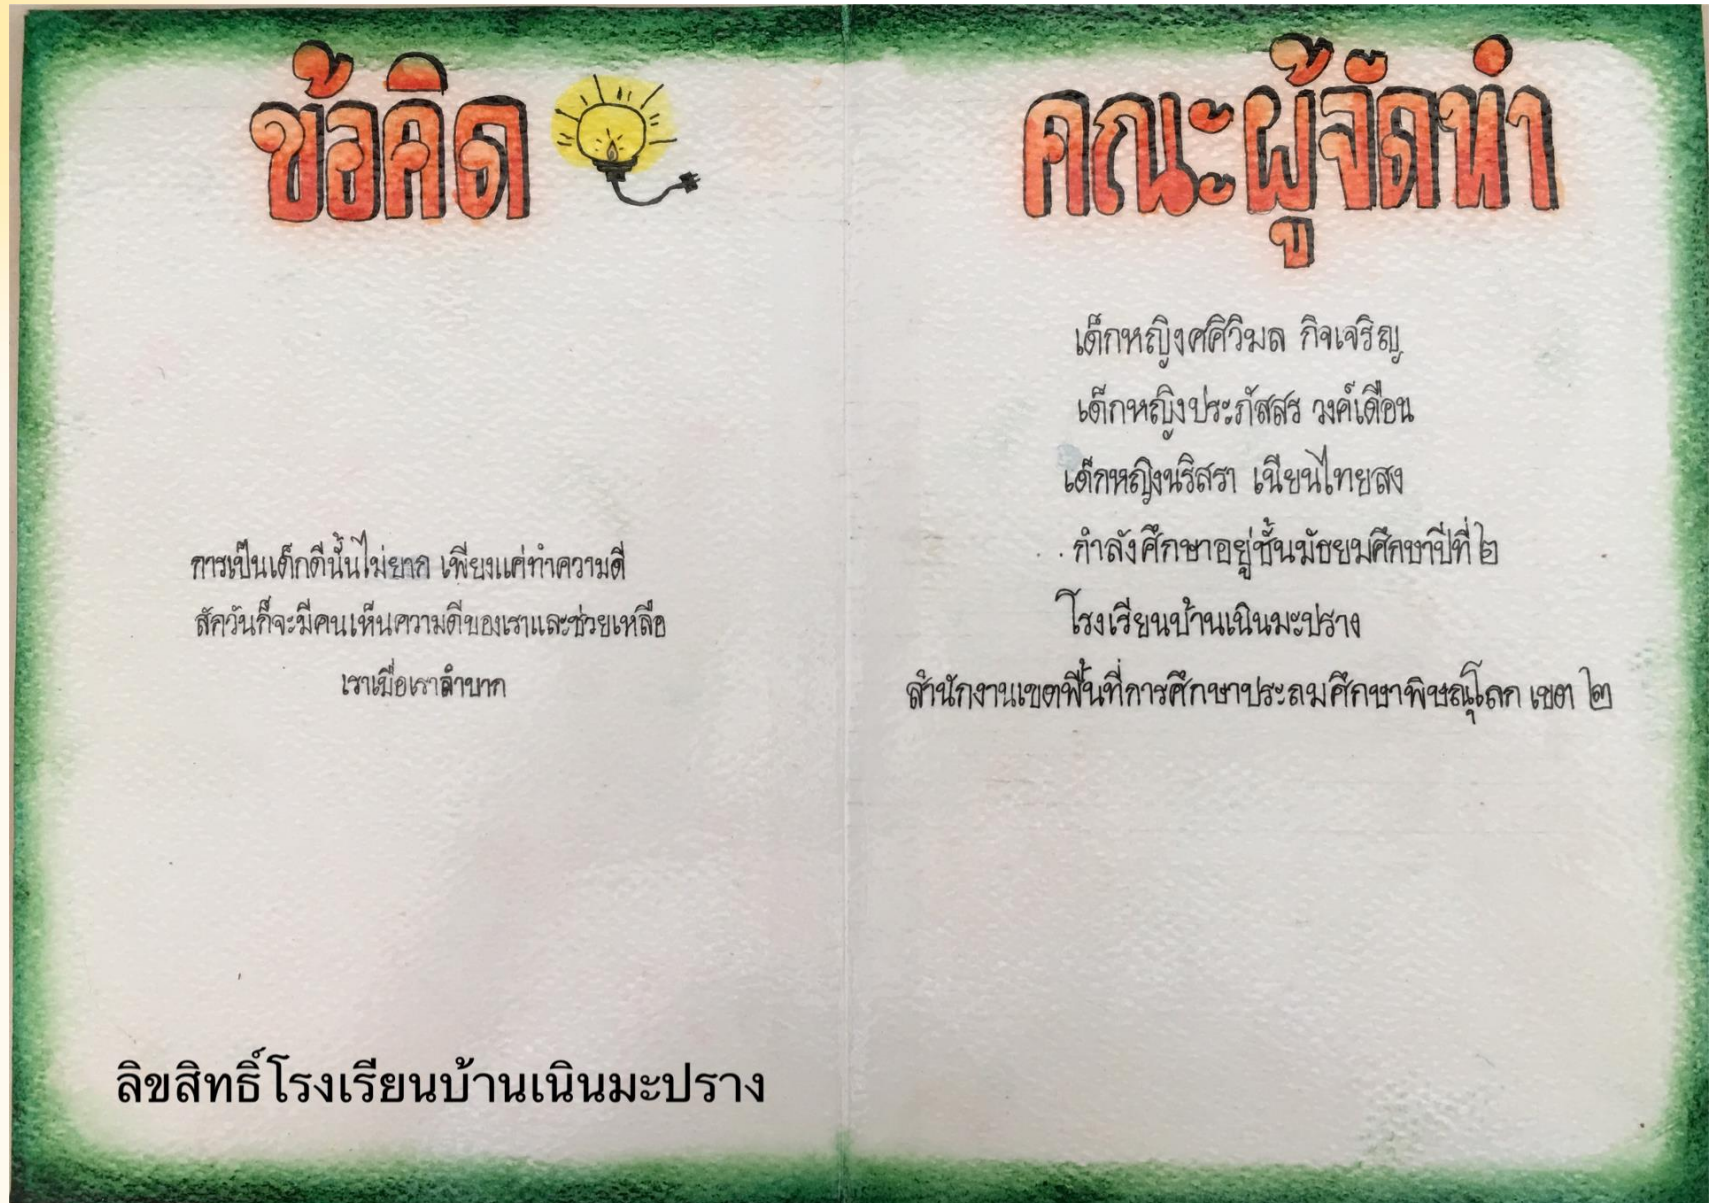 ข้อคิด
การเป็นเด็กดีนั้นไม่ยาก เพียงแค่ทำความดี
สักวันก็จะมีคนเห็นความดีของเราและช่วยเหลือ
เราเมื่อเราลำบาก
ลิขสิทธิ์โรงเรียนบ้านเนินมะปราง
คณะผู้จัดทำ
เด็กหญิงศศิวิมล กิจเจริญ
เด็กหญิงประภัสสร วงค์เดือน
เด็กหญิงนริสรา เนียนไทยสง
กำลังศึกษาอยู่ชั้นมัธยมศึกษาปีที่ ๒
โรงเรียนบ้านเนินมะปราง
สำนักงานเขตพื้นที่การศึกษาประถมศึกษาพิษณุโลก เขต ๒